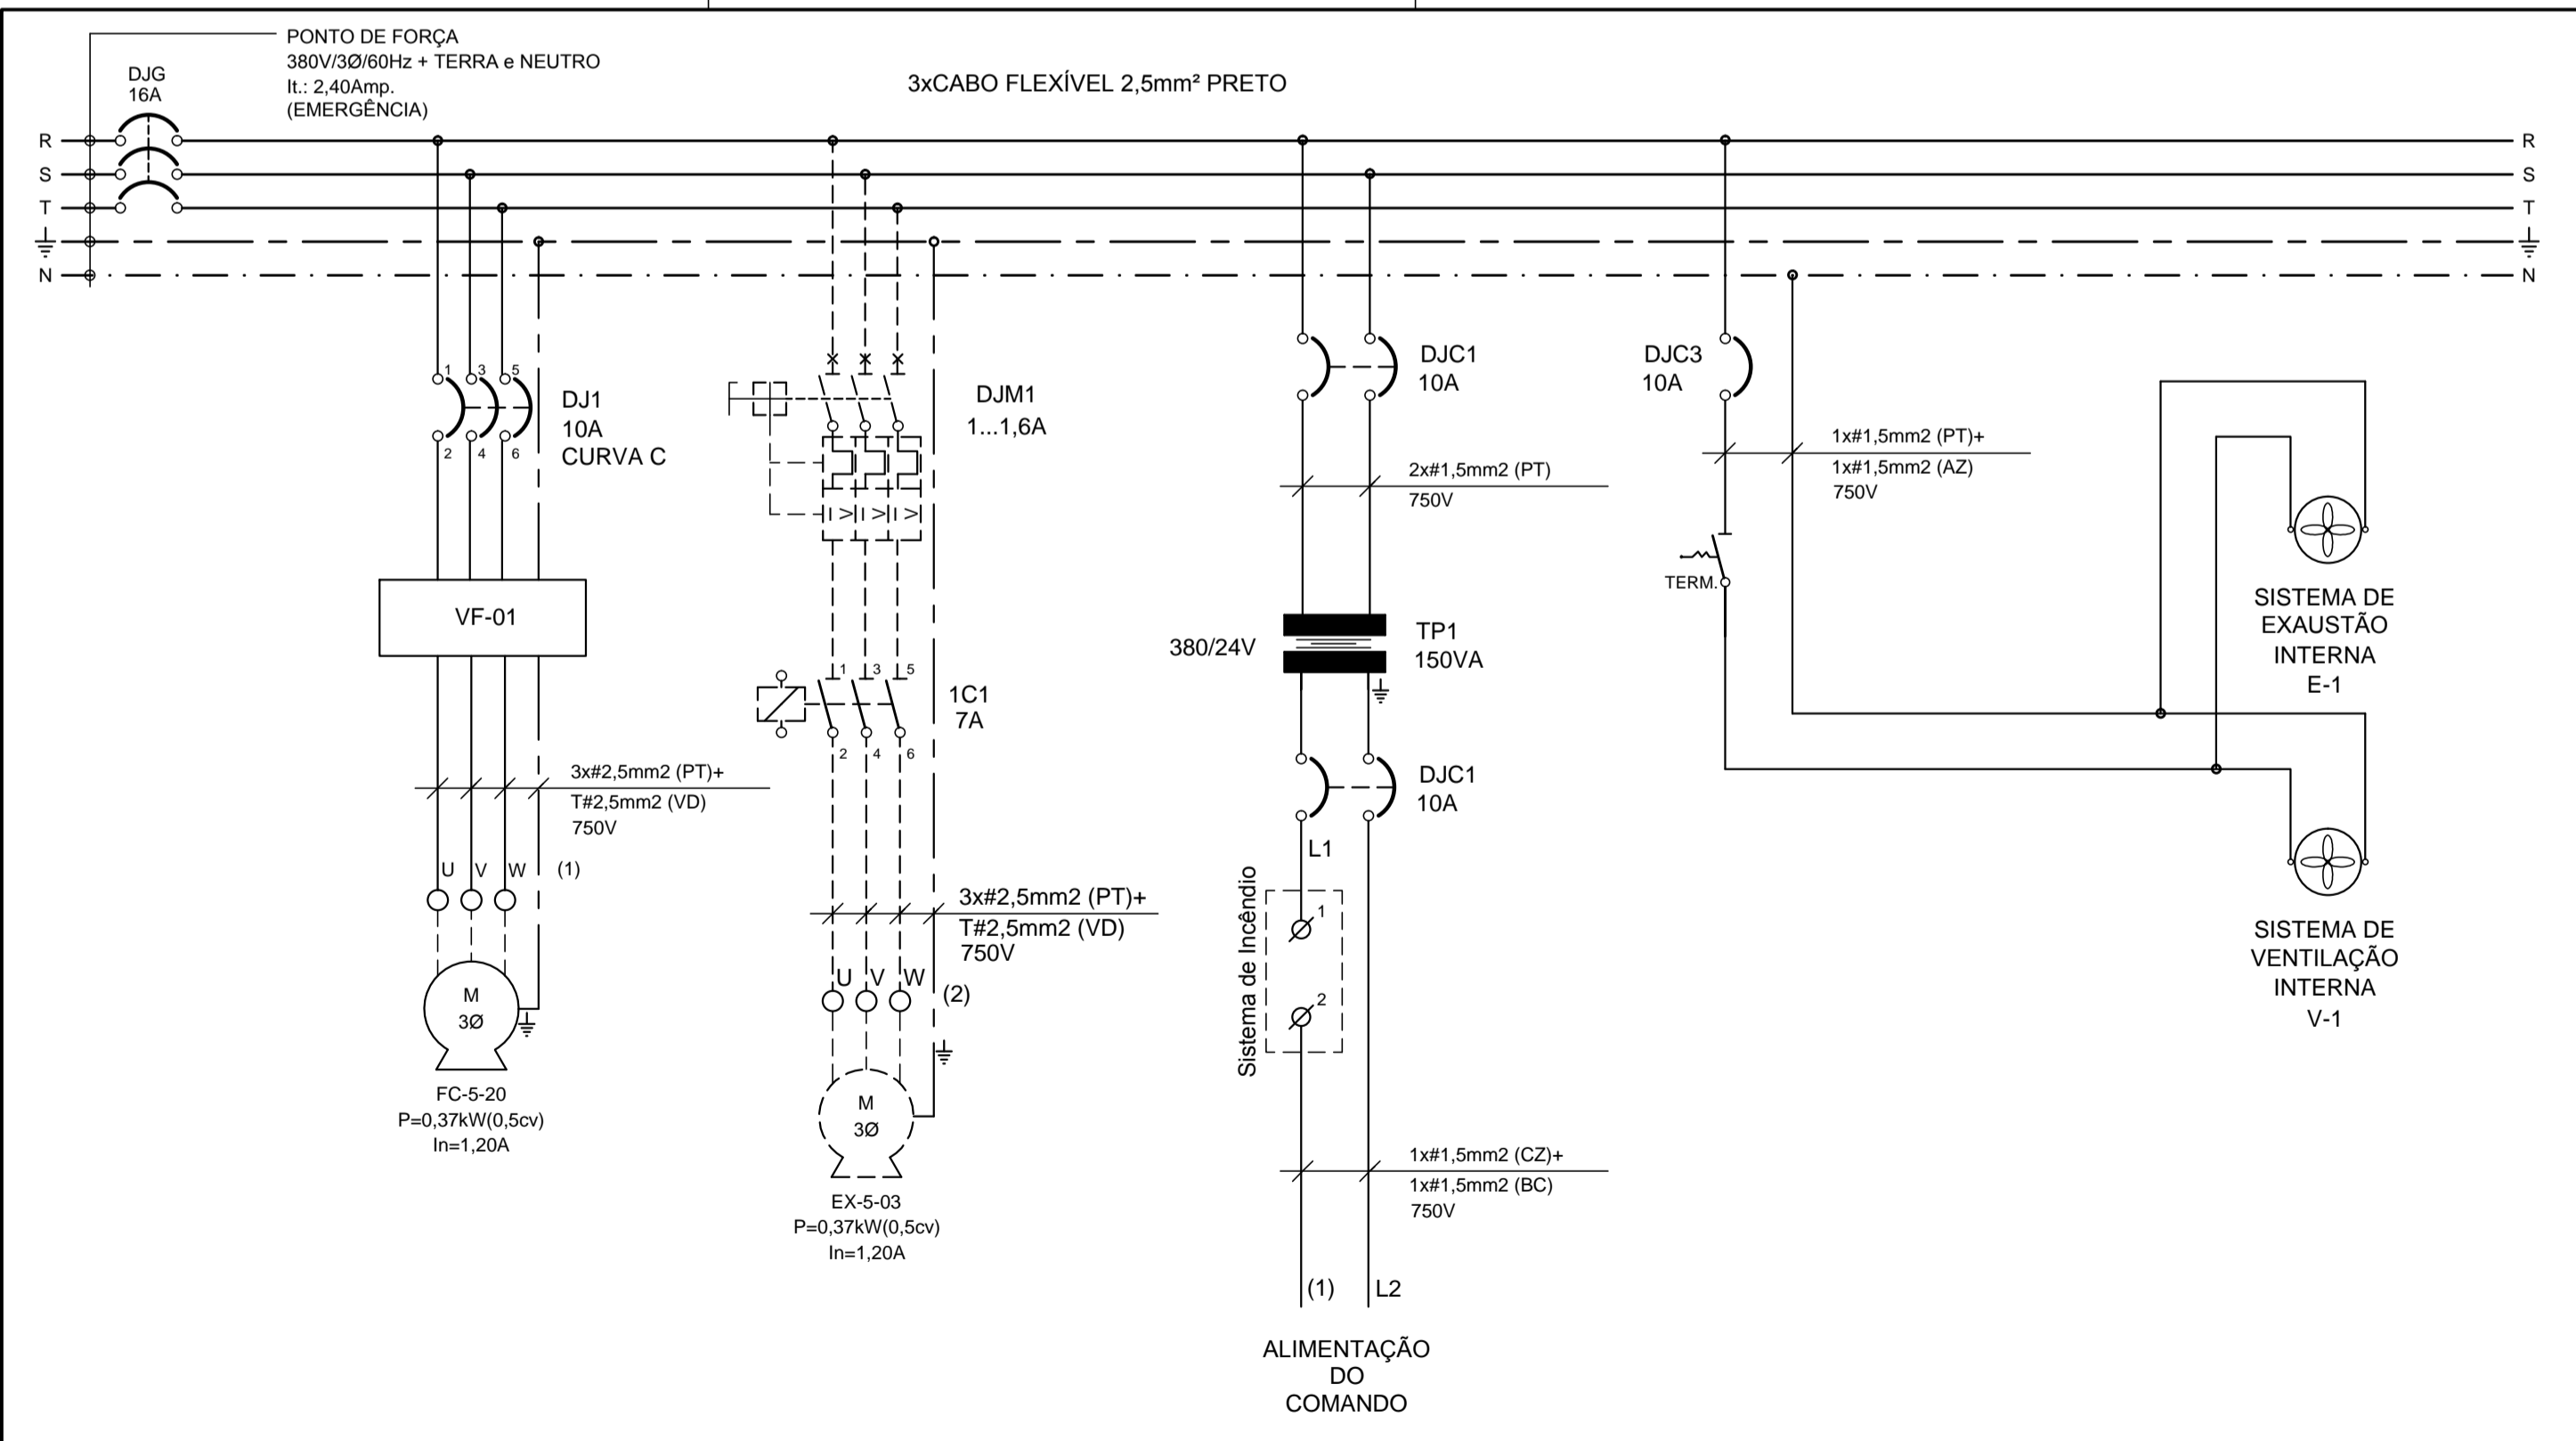 PONTO DE FORÇA
380V/3Ø/60Hz + TERRA e NEUTRO
It.: 2,40Amp.
(EMERGÊNCIA)
DJG
16A
3xCABO FLEXÍVEL 2,5mm² PRETO
R
S
T
N
R
S
T
N
1
3
5
2
4
6
DJ1
10A
CURVA C
VF-01
3x#2,5mm2 (PT)+
T#2,5mm2 (VD)
750V
U
V
W
(1)
M
3Ø
FC-5-20
P=0,37kW(0,5cv)
In=1,20A
DJM1
1...1,6A
I >
I >
I >
1
3
5
2
4
6
1C1
7A
3x#2,5mm2 (PT)+
T#2,5mm2 (VD)
750V
U
V
W
(2)
M
3Ø
EX-5-03
P=0,37kW(0,5cv)
In=1,20A
DJC1
10A
2x#1,5mm2 (PT)
750V
380/24V
TP1
150VA
DJC1
10A
L1
Sistema de Incêndio
1
2
1x#1,5mm2 (CZ)+
1x#1,5mm2 (BC)
750V
(1)
L2
ALIMENTAÇÃO
DO
COMANDO
DJC3
10A
1x#1,5mm2 (PT)+
1x#1,5mm2 (AZ)
750V
TERM.
SISTEMA DE
EXAUSTÃO
INTERNA
E-1
SISTEMA DE
VENTILAÇÃO
INTERNA
V-1